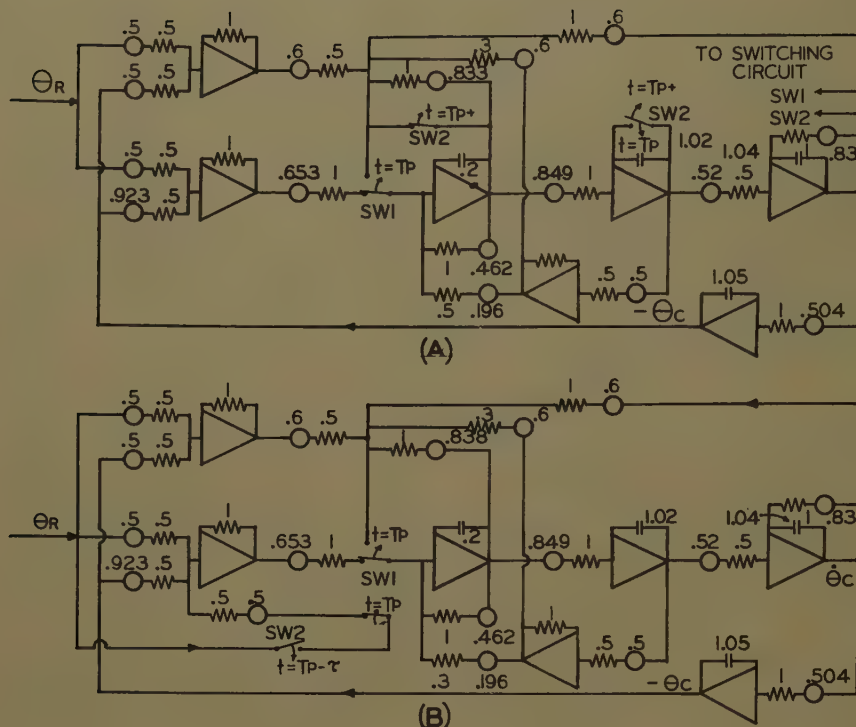 .5 .5 1 .6 .5 1 .6
.5 .5 .3 .6
1 .833
TO SWITCHING
CIRCUIT
ΘR
t=Tp+
SW2
t=Tp+
SW2
t=Tp
SW1
SW2
.5 .5 1 .653 1
t=Tp
SW1
.2 .849 1 1.02 .52 .5 1.04 1 .83
.923 .5
1 .462
.5 .196
.5 .5
-Θc
1.05
1 .504
(A)
.5 .5 1 .6 .5 1 .6
.5 .5 .3 .6
1 .838
ΘR
.5 .5 1 .653 1
t=Tp
SW1
.2 .849 1 1.02 .52 .5 1.04 1 .83
Θ̇c
.923 .5
.5 .5
t=Tp
SW2
t=Tp-τ
1 .462
.3 .196
1
.5 .5
-Θc
1.05
1 .504
(B)